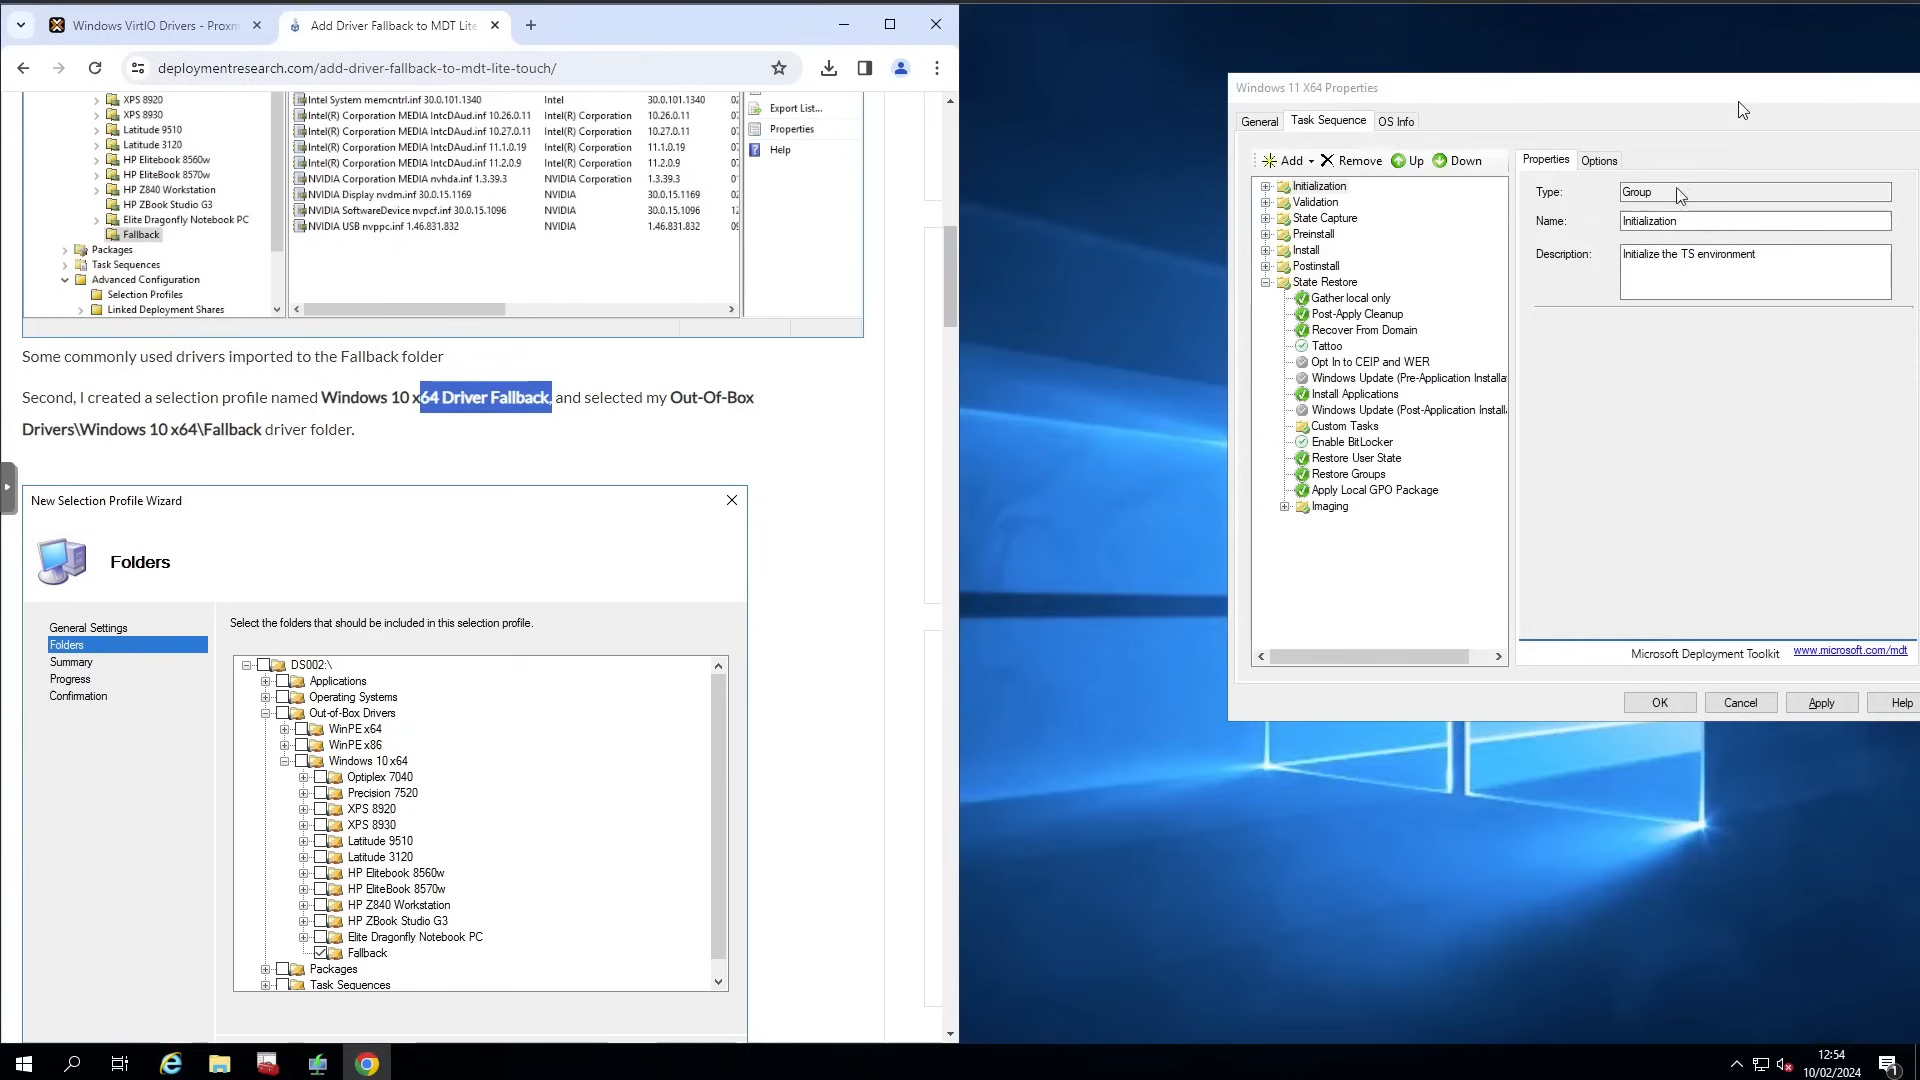 Windows VirtIO Drivers - Proxm
Add Driver Fallback to MDT Lite
deploymentresearch.com/add-driver-fallback-to-mdt-lite-touch/
XPS 8920
XPS 8930
Latitude 9510
Latitude 3120
HP Elitebook 8560w
HP EliteBook 8570w
HP Z840 Workstation
HP ZBook Studio G3
Elite Dragonfly Notebook PC
Fallback
Packages
Task Sequences
Advanced Configuration
Selection Profiles
Linked Deployment Shares
Intel System memcntrl.inf 30.0.101.1340 Intel 30.0.101.1340 02
Intel(R) Corporation MEDIA IntcDAud.inf 10.26.0.11 Intel(R) Corporation 10.26.0.11 07
Intel(R) Corporation MEDIA IntcDAud.inf 10.27.0.11 Intel(R) Corporation 10.27.0.11 07
Intel(R) Corporation MEDIA IntcDAud.inf 11.1.0.19 Intel(R) Corporation 11.1.0.19 07
Intel(R) Corporation MEDIA IntcDAud.inf 11.2.0.9 Intel(R) Corporation 11.2.0.9 07
NVIDIA Corporation MEDIA nvhda.inf 1.3.39.3 NVIDIA Corporation 1.3.39.3
NVIDIA Display nvdm.inf 30.0.15.1169 NVIDIA 30.0.15.1169 02
NVIDIA SoftwareDevice nvpcf.inf 30.0.15.1096 NVIDIA 30.0.15.1096 12
NVIDIA USB nvppc.inf 1.46.831.832 NVIDIA 1.46.831.832 09
Export List...
Properties
Help
Some commonly used drivers imported to the Fallback folder
Second, I created a selection profile named Windows 10 x64 Driver Fallback, and selected my Out-Of-Box
Drivers\Windows 10 x64\Fallback driver folder.
New Selection Profile Wizard
Folders
General Settings
Folders
Summary
Progress
Confirmation
Select the folders that should be included in this selection profile.
DS002:\
Applications
Operating Systems
Out-of-Box Drivers
WinPE x64
WinPE x86
Windows 10 x64
Optiplex 7040
Precision 7520
XPS 8920
XPS 8930
Latitude 9510
Latitude 3120
HP Elitebook 8560w
HP EliteBook 8570w
HP Z840 Workstation
HP ZBook Studio G3
Elite Dragonfly Notebook PC
Fallback
Packages
Task Sequences
Windows 11 X64 Properties
General Task Sequence OS Info
Add Remove Up Down
Initialization
Validation
State Capture
Preinstall
Install
Postinstall
State Restore
Gather local only
Post-Apply Cleanup
Recover From Domain
Tattoo
Opt In to CEIP and WER
Windows Update (Pre-Application Installa
Install Applications
Windows Update (Post-Application Install
Custom Tasks
Enable BitLocker
Restore User State
Restore Groups
Apply Local GPO Package
Imaging
Properties Options
Type: Group
Name: Initialization
Description: Initialize the TS environment
Microsoft Deployment Toolkit www.microsoft.com/mdt
OK Cancel Apply Help
12:54
10/02/2024
1